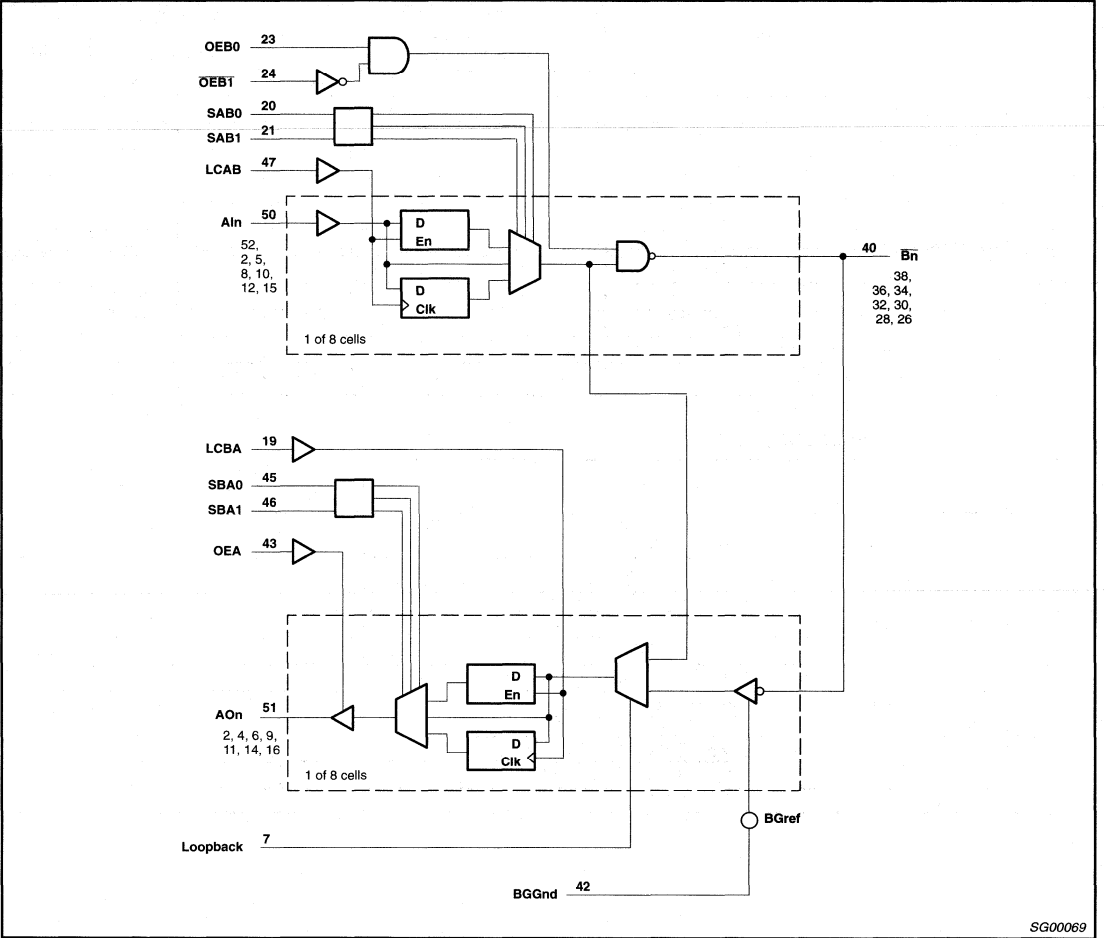 OEB0 23
OEB1 24
SAB0 20
SAB1 21
LCAB 47
AIn 50
52,
2, 5,
8, 10,
12, 15
D
En
D
Clk
1 of 8 cells
40 Bn
38,
36, 34,
32, 30,
28, 26
LCBA 19
SBA0 45
SBA1 46
OEA 43
D
En
D
Clk
AOn 51
2, 4, 6, 9,
11, 14, 16
1 of 8 cells
BGref
Loopback 7
BGGnd 42
SG00069